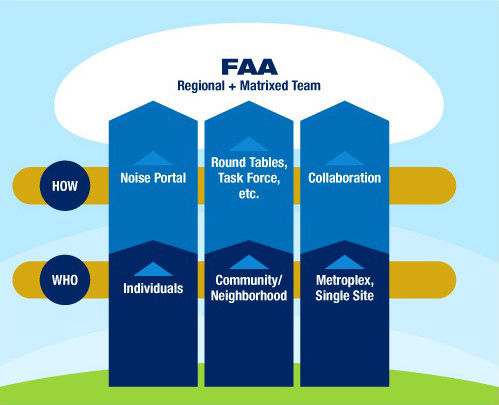 FAA
Regional + Matrixed Team
HOW
Noise Portal
Round Tables,
Task Force,
etc.
Collaboration
WHO
Individuals
Community/
Neighborhood
Metroplex,
Single Site